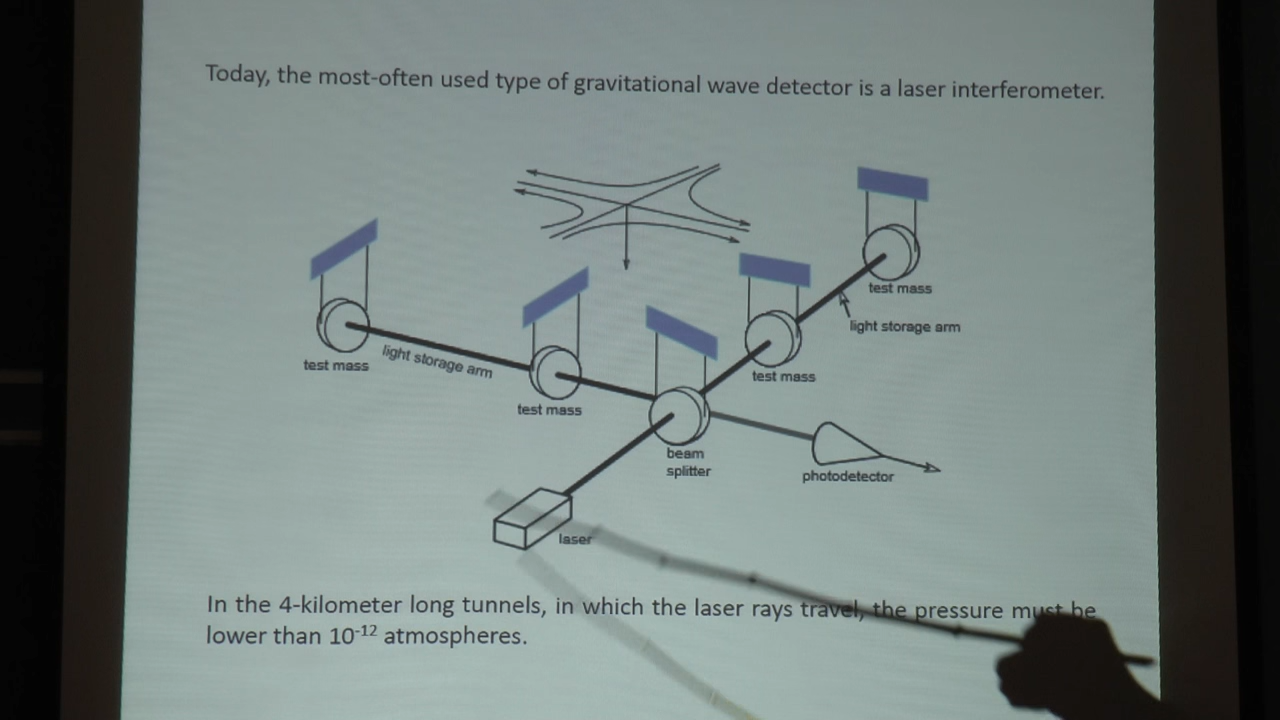 Today, the most-often used type of gravitational wave detector is a laser interferometer.
test mass
light storage arm
test mass
light storage arm
test mass
test mass
beam
splitter
photodetector
laser
In the 4-kilometer long tunnels, in which the laser rays travel, the pressure must be
lower than 10⁻¹² atmospheres.